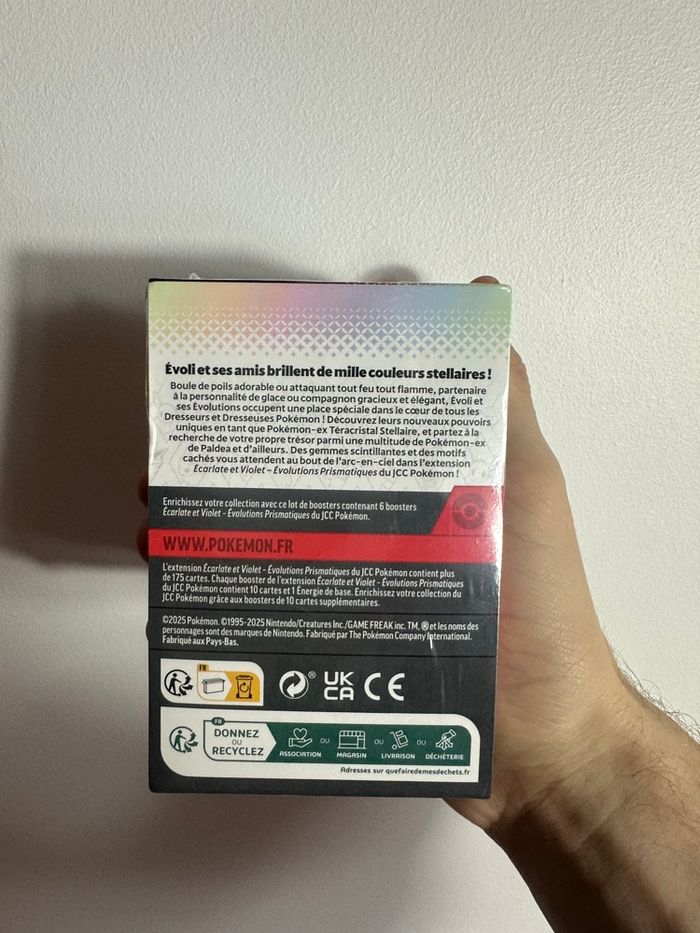 Évoli et ses amis brillent de mille couleurs stellaires !
Boule de poils adorable ou attaquant tout feu tout flamme, partenaire
à la personnalité de glace ou compagnon gracieux et élégant, Évoli et
ses Évolutions occupent une place spéciale dans le cœur de tous les
Dresseurs et Dresseuses Pokémon ! Découvrez leurs nouveaux pouvoirs
uniques en tant que Pokémon-ex Téracristal Stellaire, et partez à la
recherche de votre propre trésor parmi une multitude de Pokémon-ex
de Paldea et d'ailleurs. Des gemmes scintillantes et des motifs
cachés vous attendent au bout de l'arc-en-ciel dans l'extension
Écarlate et Violet – Évolutions Prismatiques du JCC Pokémon !
Enrichissez votre collection avec ce lot de boosters contenant 6 boosters
Écarlate et Violet – Évolutions Prismatiques du JCC Pokémon.
WWW.POKEMON.FR
L'extension Écarlate et Violet – Évolutions Prismatiques du JCC Pokémon contient plus
de 175 cartes. Chaque booster de l'extension Écarlate et Violet – Évolutions Prismatiques
du JCC Pokémon contient 10 cartes et 1 Énergie de base. Enrichissez votre collection du
JCC Pokémon grâce aux boosters de 10 cartes supplémentaires.
©2025 Pokémon. ©1995-2025 Nintendo/Creatures Inc./GAME FREAK inc. TM, ® et les noms des
personnages sont des marques de Nintendo. Fabriqué par The Pokémon Company International.
Fabriqué aux Pays-Bas.
FR
® UK CA CE
FR
DONNEZ
OU
RECYCLEZ
ASSOCIATION OU MAGASIN OU LIVRAISON OU DÉCHÈTERIE
Adresses sur quefairedemesdechets.fr